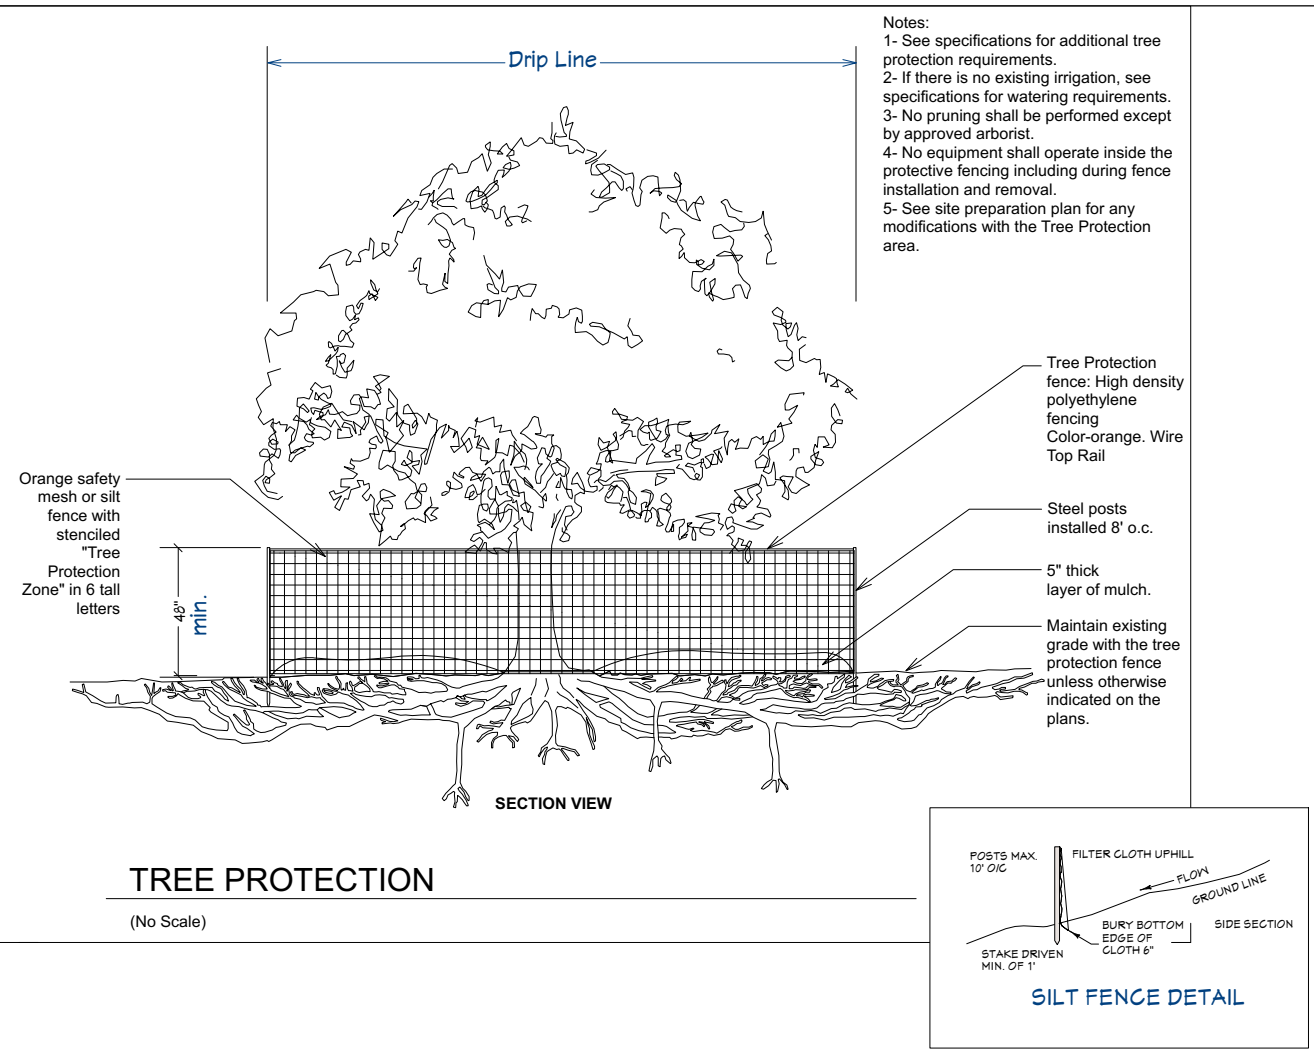 Drip Line
Notes:
1- See specifications for additional tree
protection requirements.
2- If there is no existing irrigation, see
specifications for watering requirements.
3- No pruning shall be performed except
by approved arborist.
4- No equipment shall operate inside the
protective fencing including during fence
installation and removal.
5- See site preparation plan for any
modifications with the Tree Protection
area.
Tree Protection
fence: High density
polyethylene
fencing
Color-orange. Wire
Top Rail
Steel posts
installed 8' o.c.
5" thick
layer of mulch.
Maintain existing
grade with the tree
protection fence
unless otherwise
indicated on the
plans.
Orange safety
mesh or silt
fence with
stenciled
"Tree
Protection
Zone" in 6 tall
letters
48"
min.
SECTION VIEW
TREE PROTECTION
(No Scale)
POSTS MAX.
10' O/C
FILTER CLOTH UPHILL
FLOW
GROUND LINE
BURY BOTTOM
EDGE OF
CLOTH 6"
SIDE SECTION
STAKE DRIVEN
MIN. OF 1'
SILT FENCE DETAIL